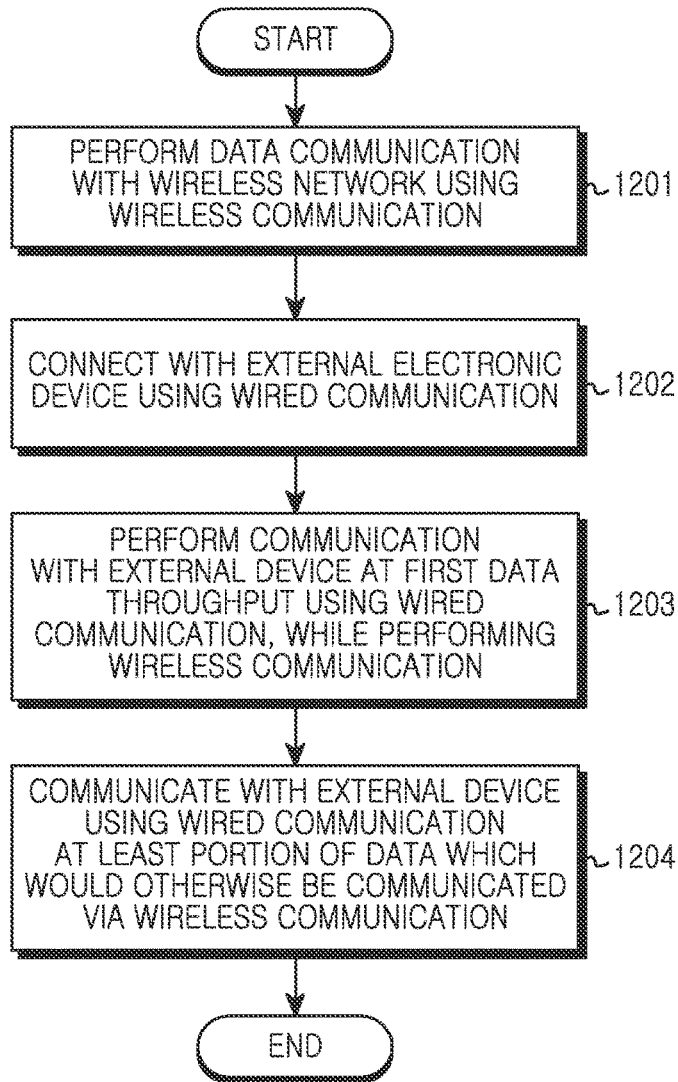 START
PERFORM DATA COMMUNICATION
WITH WIRELESS NETWORK USING
WIRELESS COMMUNICATION
1201
CONNECT WITH EXTERNAL ELECTRONIC
DEVICE USING WIRED COMMUNICATION
1202
PERFORM COMMUNICATION
WITH EXTERNAL DEVICE AT FIRST DATA
THROUGHPUT USING WIRED
COMMUNICATION, WHILE PERFORMING
WIRELESS COMMUNICATION
1203
COMMUNICATE WITH EXTERNAL DEVICE
USING WIRED COMMUNICATION
AT LEAST PORTION OF DATA WHICH
WOULD OTHERWISE BE COMMUNICATED
VIA WIRELESS COMMUNICATION
1204
END